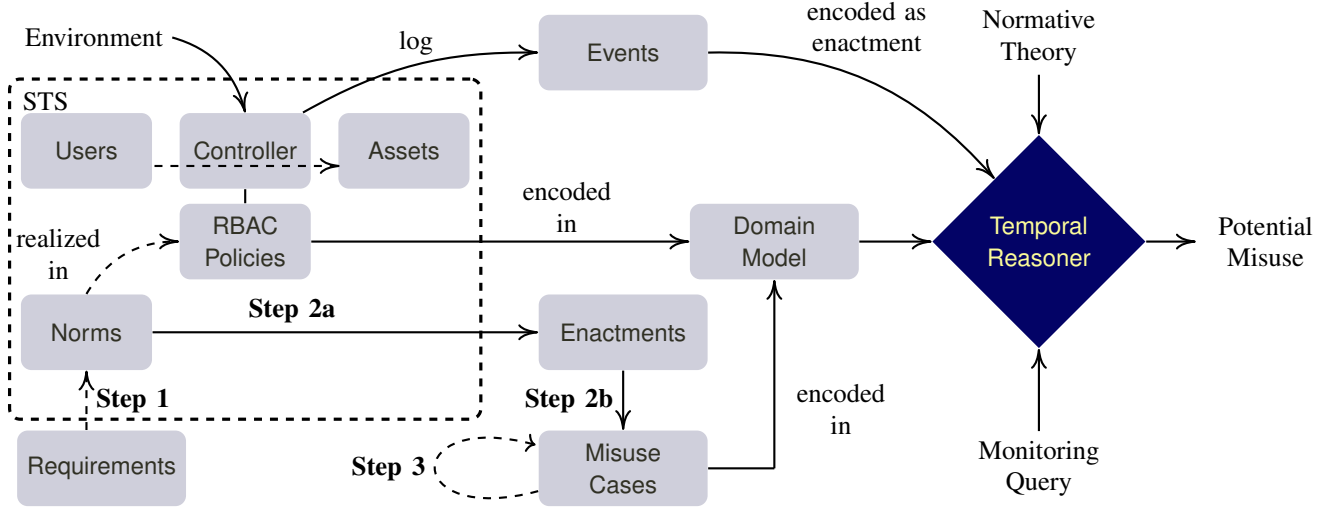 encoded as
enactment
Normative
Theory
Environment
log
Events
STS
Users
Controller
Assets
realized
in
RBAC
Policies
encoded
in
Domain
Model
Temporal
Reasoner
Potential
Misuse
Norms
Step 2a
Enactments
Step 1
Step 2b
encoded
in
Requirements
Step 3
Misuse
Cases
Monitoring
Query